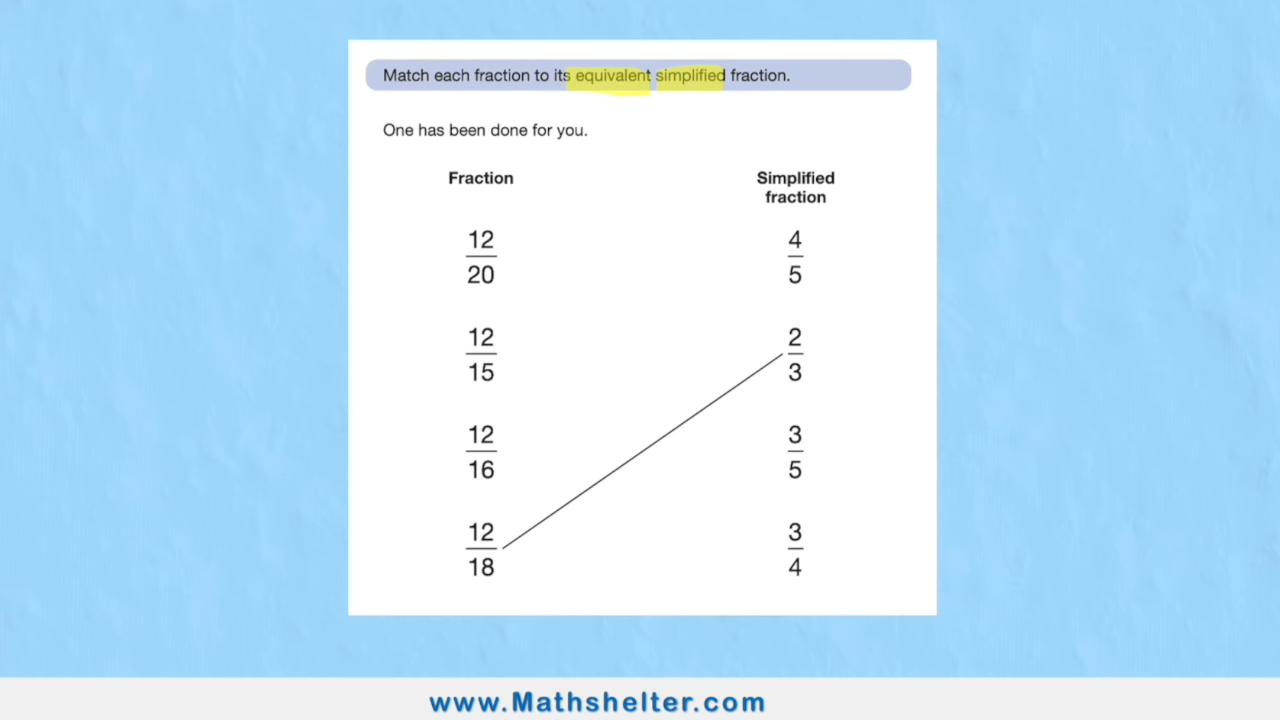 Match each fraction to its equivalent simplified fraction.
One has been done for you.
Fraction
Simplified
fraction
12
20
4
5
12
15
2
3
12
16
3
5
12
18
3
4
www.Mathshelter.com